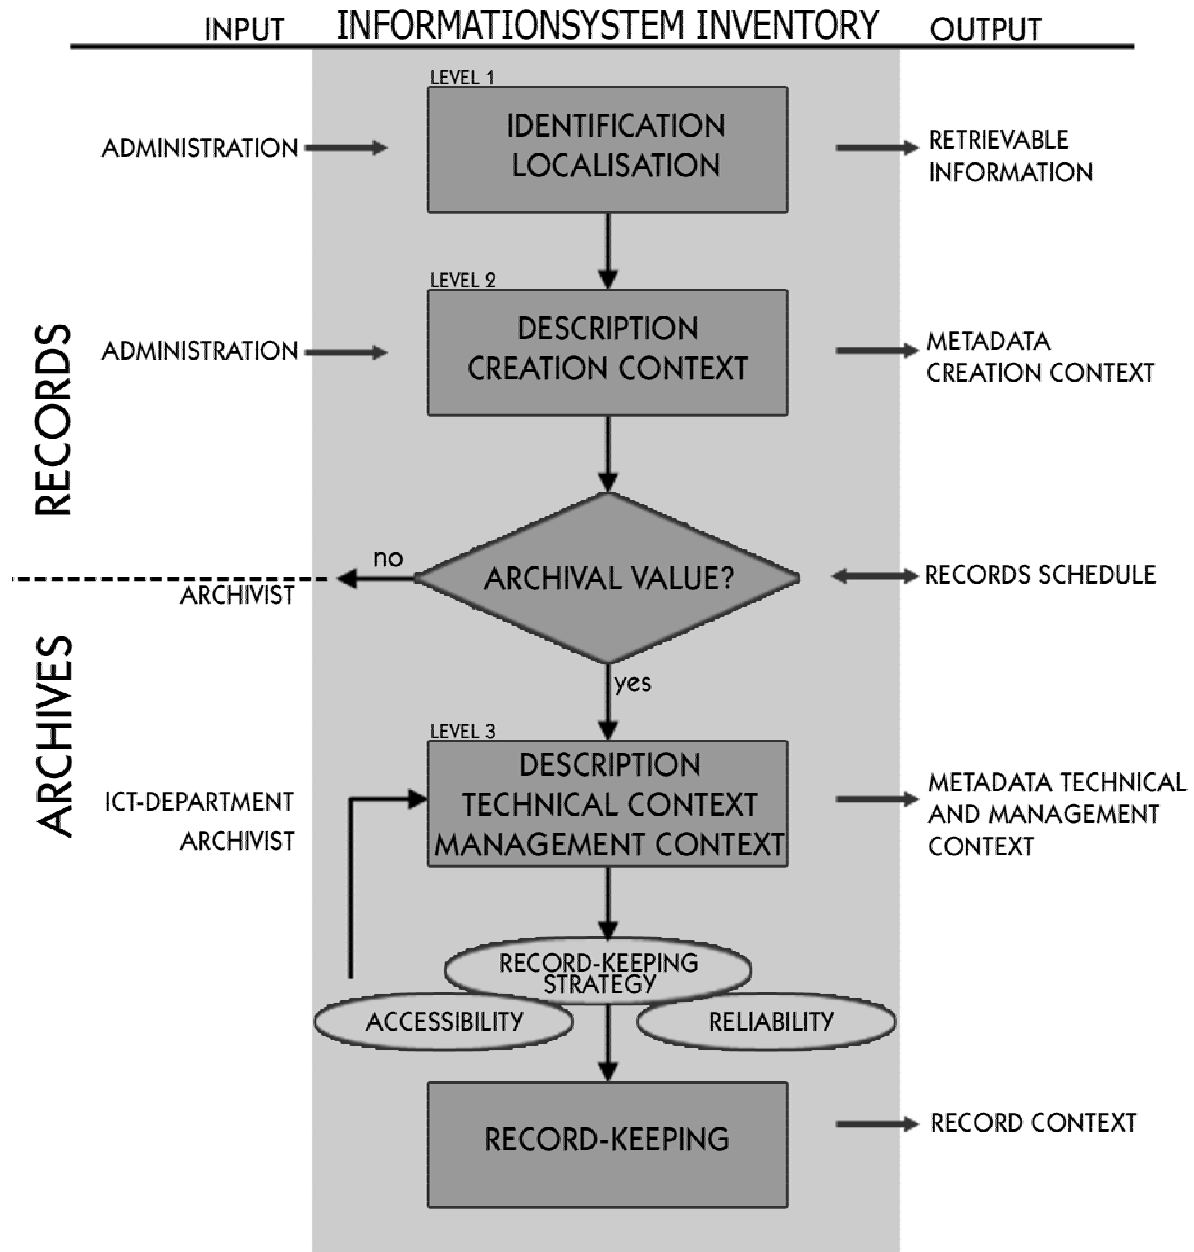 INPUT
INFORMATIONSYSTEM INVENTORY
OUTPUT
LEVEL 1
IDENTIFICATION
LOCALISATION
ADMINISTRATION
RETRIEVABLE
INFORMATION
LEVEL 2
DESCRIPTION
CREATION CONTEXT
ADMINISTRATION
METADATA
CREATION CONTEXT
RECORDS
no
ARCHIVAL VALUE?
RECORDS SCHEDULE
ARCHIVIST
yes
ARCHIVES
LEVEL 3
DESCRIPTION
TECHNICAL CONTEXT
MANAGEMENT CONTEXT
ICT-DEPARTMENT
ARCHIVIST
METADATA TECHNICAL
AND MANAGEMENT
CONTEXT
RECORD-KEEPING
STRATEGY
ACCESSIBILITY
RELIABILITY
RECORD-KEEPING
RECORD CONTEXT